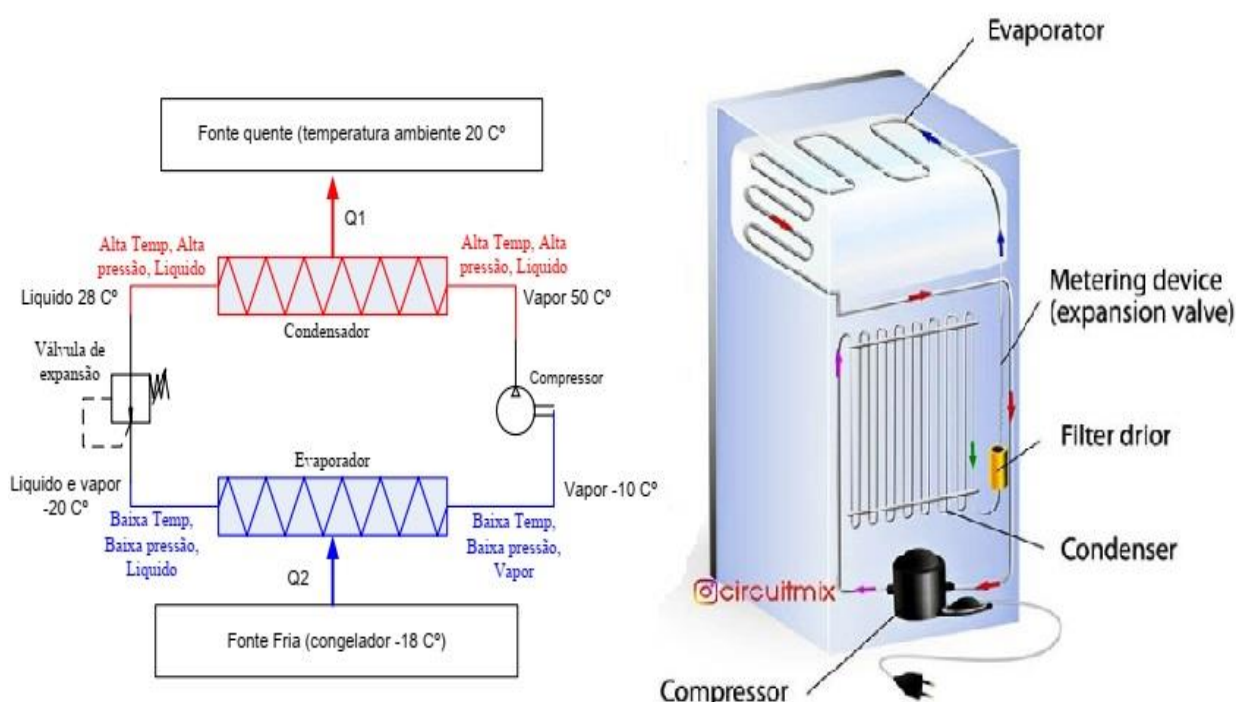 Fonte quente (temperatura ambiente 20 Cº
Q1
Alta Temp, Alta
pressão, Liquido
Alta Temp, Alta
pressão, Liquido
Liquido 28 Cº
Vapor 50 Cº
Condensador
Válvula de
expansão
Compressor
Evaporador
Liquido e vapor
-20 Cº
Vapor -10 Cº
Baixa Temp,
Baixa pressão,
Liquido
Baixa Temp,
Baixa pressão,
Vapor
Q2
Fonte Fria (congelador -18 Cº)
Evaporator
Metering device
(expansion valve)
Filter drior
Condenser
circuitmix
Compressor